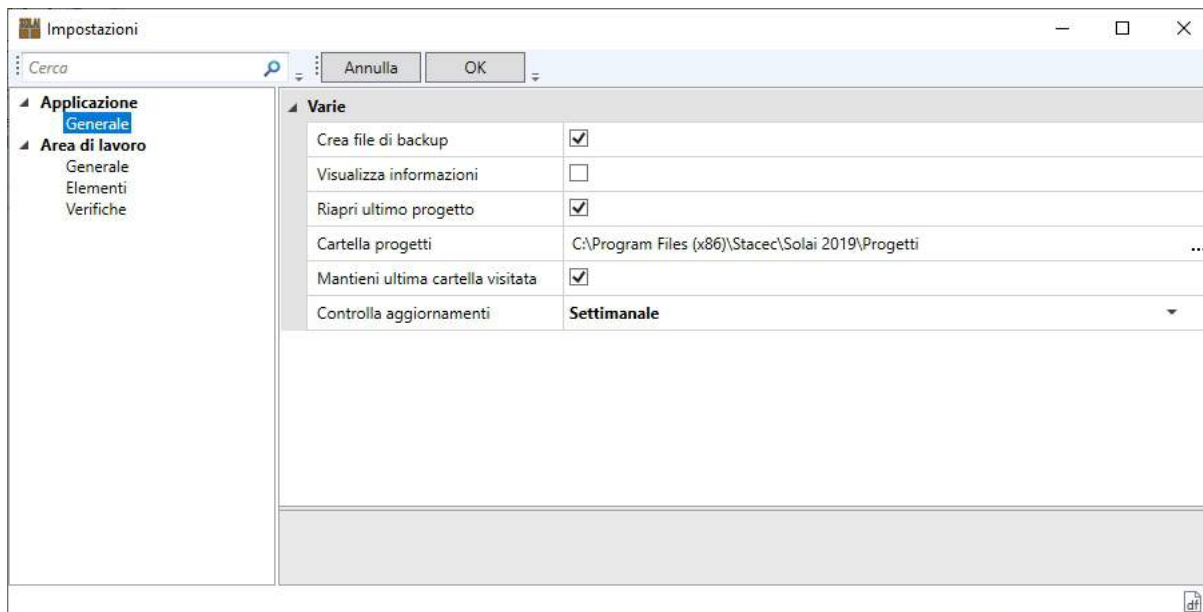 Impostazioni
Cerca
Annulla OK
Applicazione
Generale
Area di lavoro
Generale
Elementi
Verifiche
Varie
Crea file di backup
Visualizza informazioni
Riapri ultimo progetto
Cartella progetti C:\Program Files (x86)\Stacec\Solai 2019\Progetti ...
Mantieni ultima cartella visitata
Controlla aggiornamenti Settimanale
df